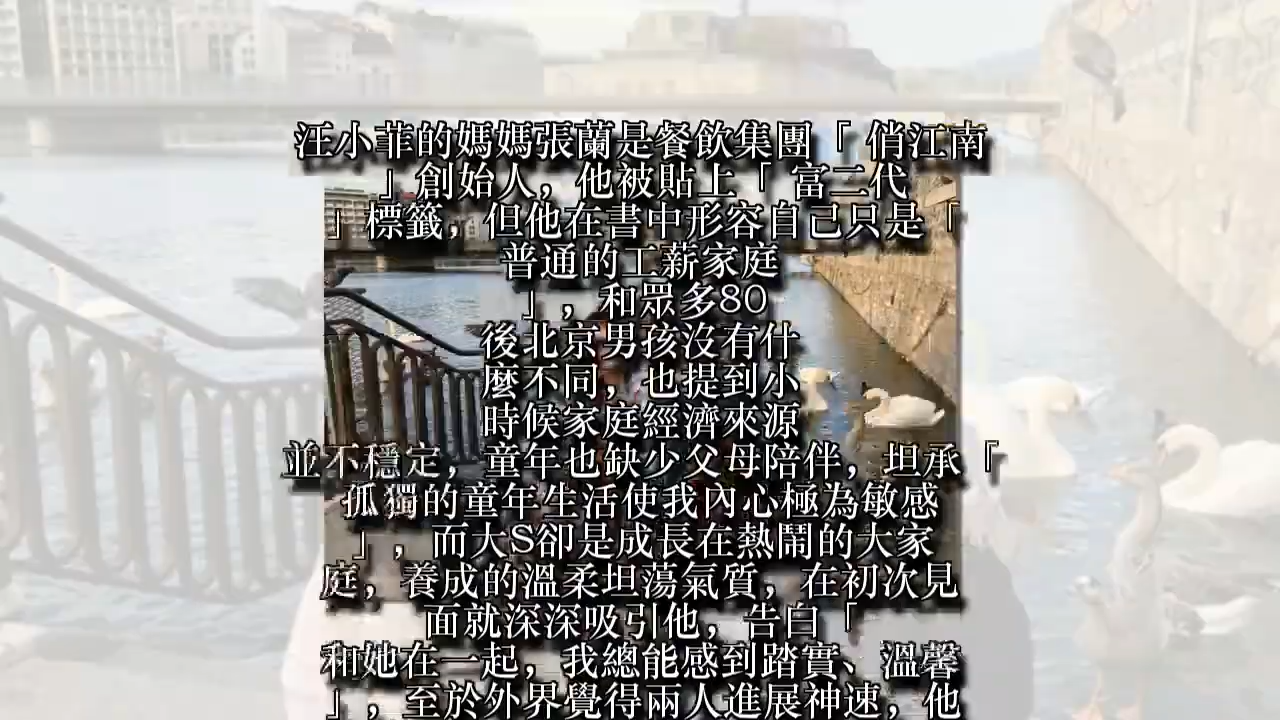 汪小菲的媽媽張蘭是餐飲集團「 俏江南
」創始人，他被貼上「 富二代
」標籤，但他在書中形容自己只是「
普通的工薪家庭
」，和眾多80
後北京男孩沒有什
麼不同，也提到小
時候家庭經濟來源
並不穩定，童年也缺少父母陪伴，坦承「
孤獨的童年生活使我內心極為敏感
」，而大S卻是成長在熱鬧的大家
庭，養成的溫柔坦蕩氣質，在初次見
面就深深吸引他，告白「
和她在一起，我總能感到踏實、溫馨
」，至於外界覺得兩人進展神速，他